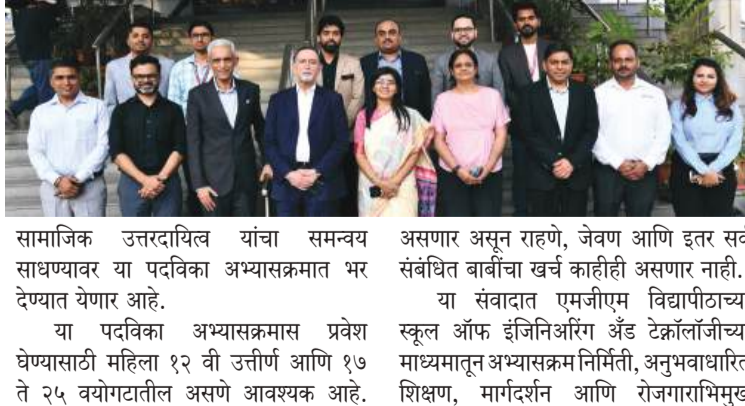 सामाजिक उत्तरदायित्व यांचा समन्वय
साधण्यावर या पदविका अभ्यासक्रमात भर
देण्यात येणार आहे.
या पदविका अभ्यासक्रमास प्रवेश
घेण्यासाठी महिला १२ वी उत्तीर्ण आणि १७
ते २५ वयोगटातील असणे आवश्यक आहे.
असणार असून राहणे, जेवण आणि इतर सर्व
संबंधित बाबींचा खर्च काहीही असणार नाही.
या संवादात एमजीएम विद्यापीठाच्या
स्कूल ऑफ इंजिनिअरिंग अँड टेक्नॉलॉजीच्या
माध्यमातून अभ्यासक्रम निर्मिती, अनुभवाधारित
शिक्षण, मार्गदर्शन आणि रोजगाराभिमुख